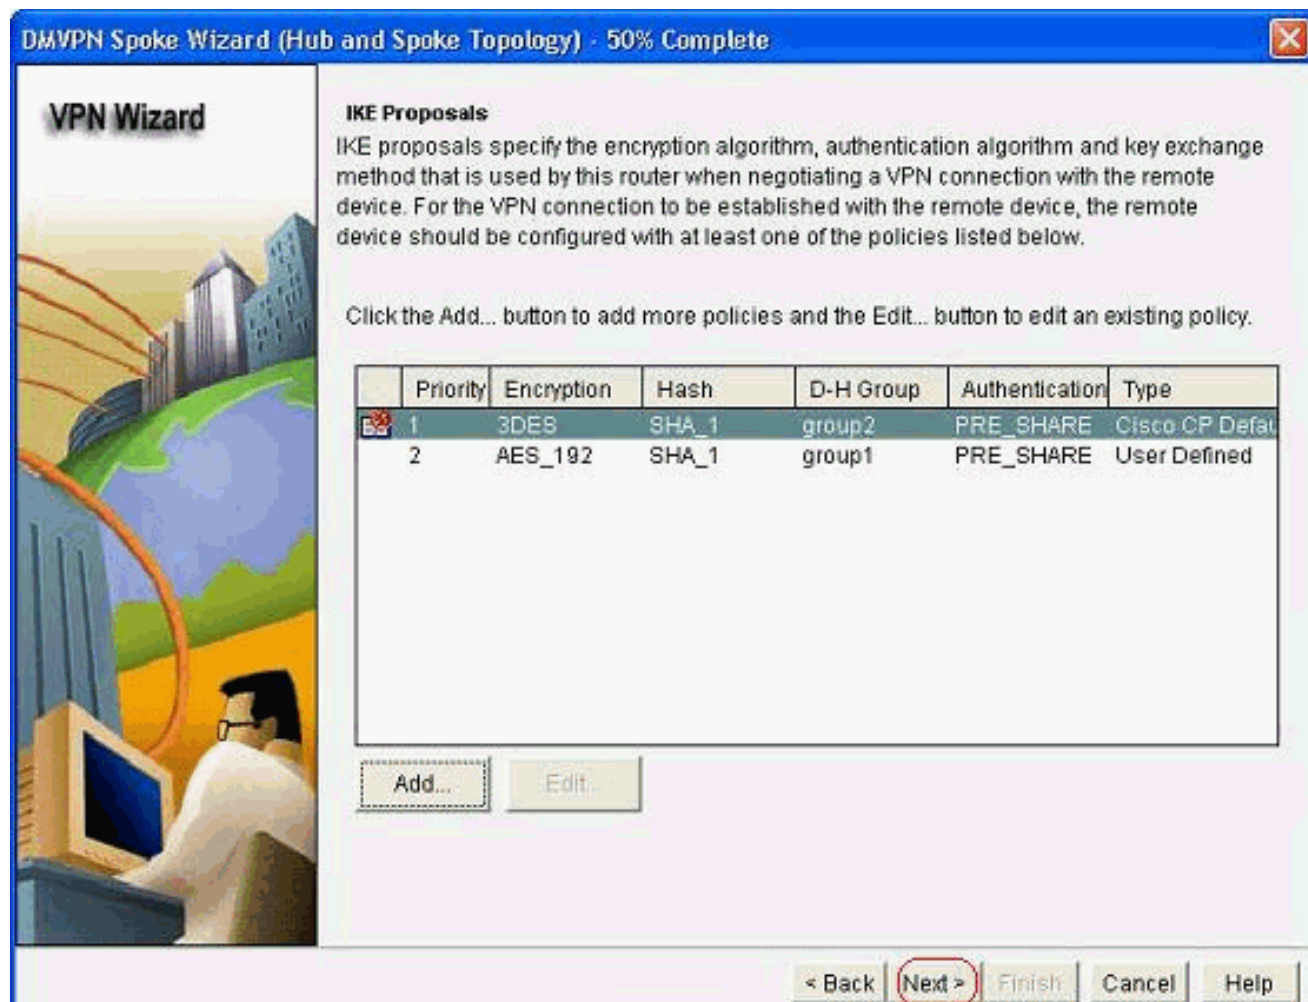 DMVPN Spoke Wizard (Hub and Spoke Topology) - 50% Complete
VPN Wizard
IKE Proposals
IKE proposals specify the encryption algorithm, authentication algorithm and key exchange
method that is used by this router when negotiating a VPN connection with the remote
device. For the VPN connection to be established with the remote device, the remote
device should be configured with at least one of the policies listed below.
Click the Add... button to add more policies and the Edit... button to edit an existing policy.
Priority Encryption Hash D-H Group Authentication Type
1 3DES SHA_1 group2 PRE_SHARE Cisco CP Defau
2 AES_192 SHA_1 group1 PRE_SHARE User Defined
Add... Edit...
< Back Next > Finish Cancel Help